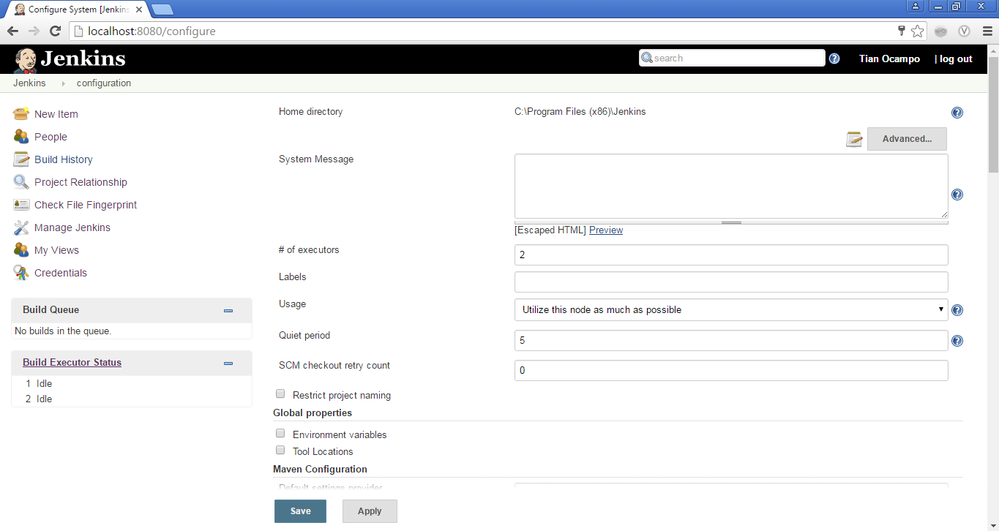 Configure System [Jenkins
localhost:8080/configure
Jenkins
search
Tian Ocampo
| log out
Jenkins
configuration
New Item
People
Build History
Project Relationship
Check File Fingerprint
Manage Jenkins
My Views
Credentials
Build Queue
No builds in the queue.
Build Executor Status
1 Idle
2 Idle
Home directory
C:\Program Files (x86)\Jenkins
Advanced...
System Message
[Escaped HTML] Preview
# of executors
2
Labels
Usage
Utilize this node as much as possible
Quiet period
5
SCM checkout retry count
0
Restrict project naming
Global properties
Environment variables
Tool Locations
Maven Configuration
Default settings provider
Save
Apply